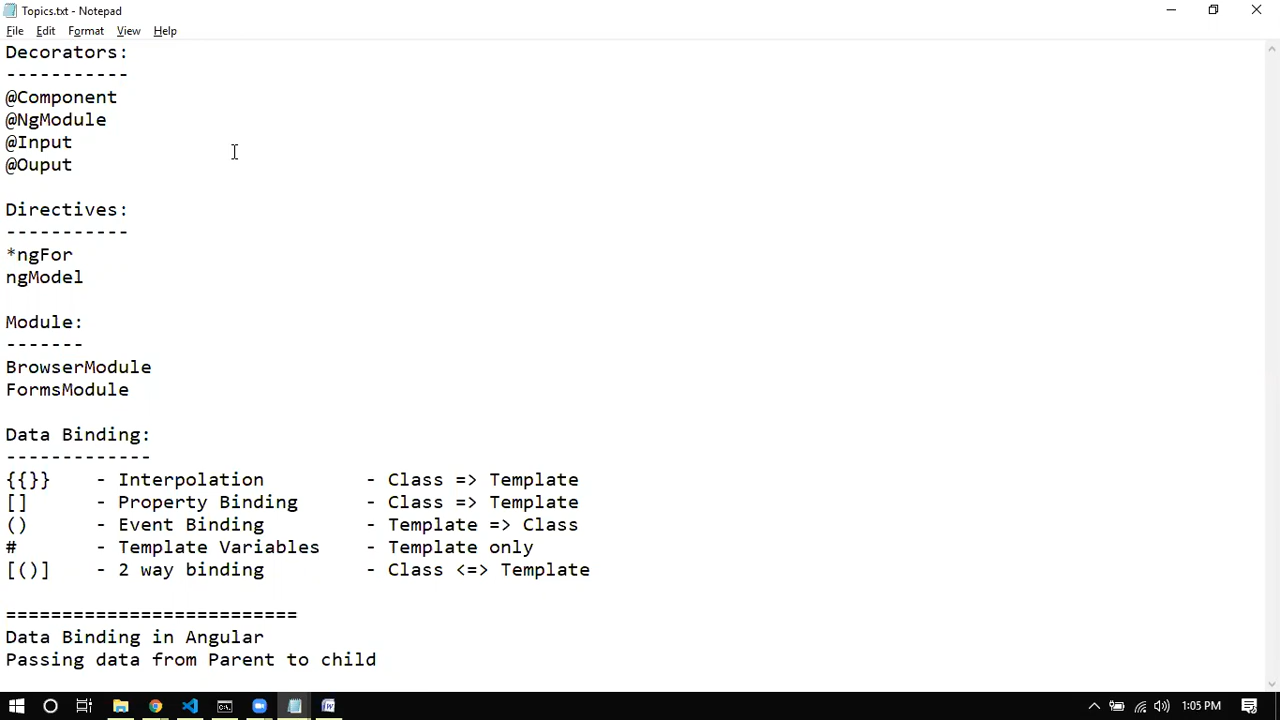 Topics.txt - Notepad
File Edit Format View Help
Decorators:
-----------
@Component
@NgModule
@Input
@Ouput

Directives:
-----------
*ngFor
ngModel

Module:
-------
BrowserModule
FormsModule

Data Binding:
-------------
{{}} - Interpolation - Class => Template
[] - Property Binding - Class => Template
() - Event Binding - Template => Class
# - Template Variables - Template only
[()] - 2 way binding - Class <=> Template

==========================
Data Binding in Angular
Passing data from Parent to child
1:05 PM